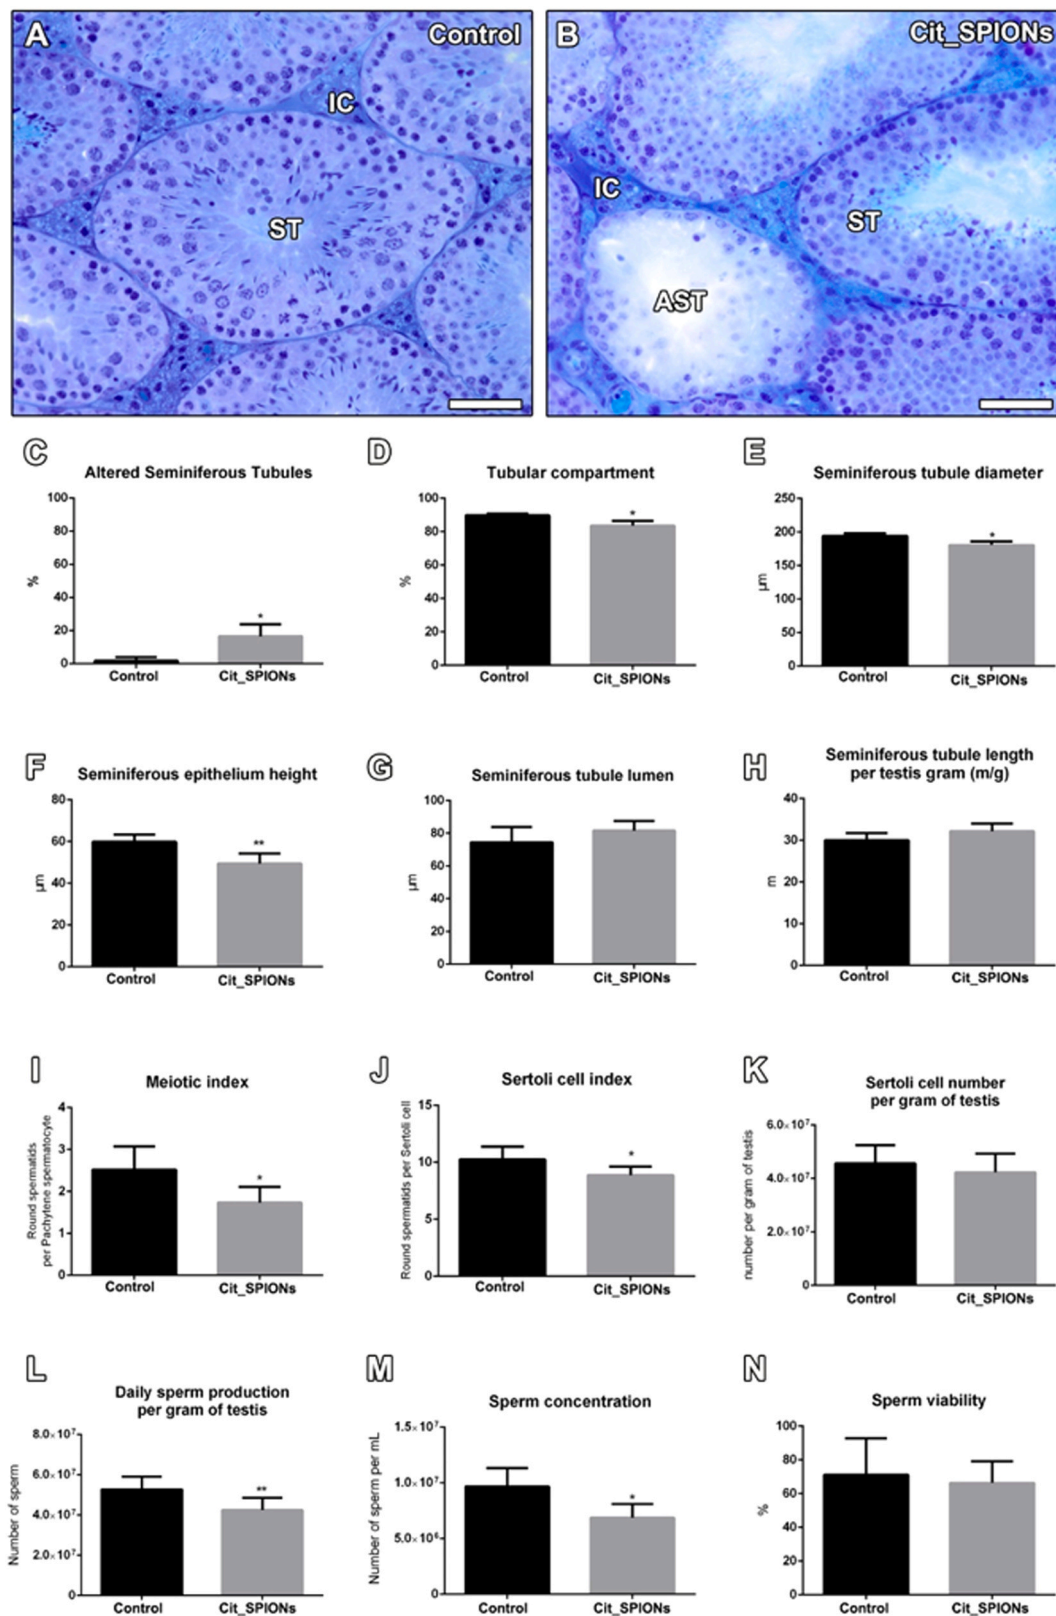 A
Control
IC
ST
B
Cit_SPIONs
IC
ST
AST
C
Altered Seminiferous Tubules
100
80
60
40
20
0
%
*
Control
Cit_SPIONs
D
Tubular compartment
100
80
60
40
20
0
%
*
Control
Cit_SPIONs
E
Seminiferous tubule diameter
250
200
150
100
50
0
µm
*
Control
Cit_SPIONs
F
Seminiferous epithelium height
80
60
40
20
0
µm
**
Control
Cit_SPIONs
G
Seminiferous tubule lumen
100
80
60
40
20
0
µm
Control
Cit_SPIONs
H
Seminiferous tubule length
per testis gram (m/g)
40
30
20
10
0
m
Control
Cit_SPIONs
I
Meiotic index
4
3
2
1
0
Round spermatids
per Pachytene spermatocyte
*
Control
Cit_SPIONs
J
Sertoli cell index
15
10
5
0
Round spermatids per Sertoli cell
*
Control
Cit_SPIONs
K
Sertoli cell number
per gram of testis
6.0×10⁷
4.0×10⁷
2.0×10⁷
0
number per gram of testis
Control
Cit_SPIONs
L
Daily sperm production
per gram of testis
8.0×10⁷
6.0×10⁷
4.0×10⁷
2.0×10⁷
0
Number of sperm
**
Control
Cit_SPIONs
M
Sperm concentration
1.5×10⁷
1.0×10⁷
5.0×10⁶
0
Number of sperm per mL
*
Control
Cit_SPIONs
N
Sperm viability
100
80
60
40
20
0
%
Control
Cit_SPIONs